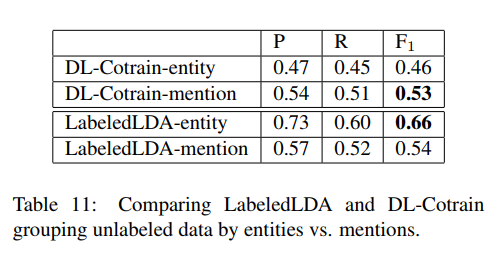 P R F1
DL-Cotrain-entity 0.47 0.45 0.46
DL-Cotrain-mention 0.54 0.51 0.53
LabeledLDA-entity 0.73 0.60 0.66
LabeledLDA-mention 0.57 0.52 0.54
Table 11: Comparing LabeledLDA and DL-Cotrain
grouping unlabeled data by entities vs. mentions.